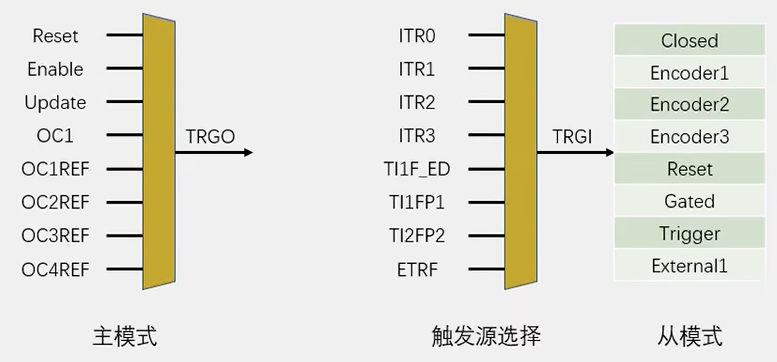 Reset
Enable
Update
OC1
OC1REF
OC2REF
OC3REF
OC4REF
TRGO
主模式
ITR0
ITR1
ITR2
ITR3
TI1F_ED
TI1FP1
TI2FP2
ETRF
TRGI
触发源选择
Closed
Encoder1
Encoder2
Encoder3
Reset
Gated
Trigger
External1
从模式